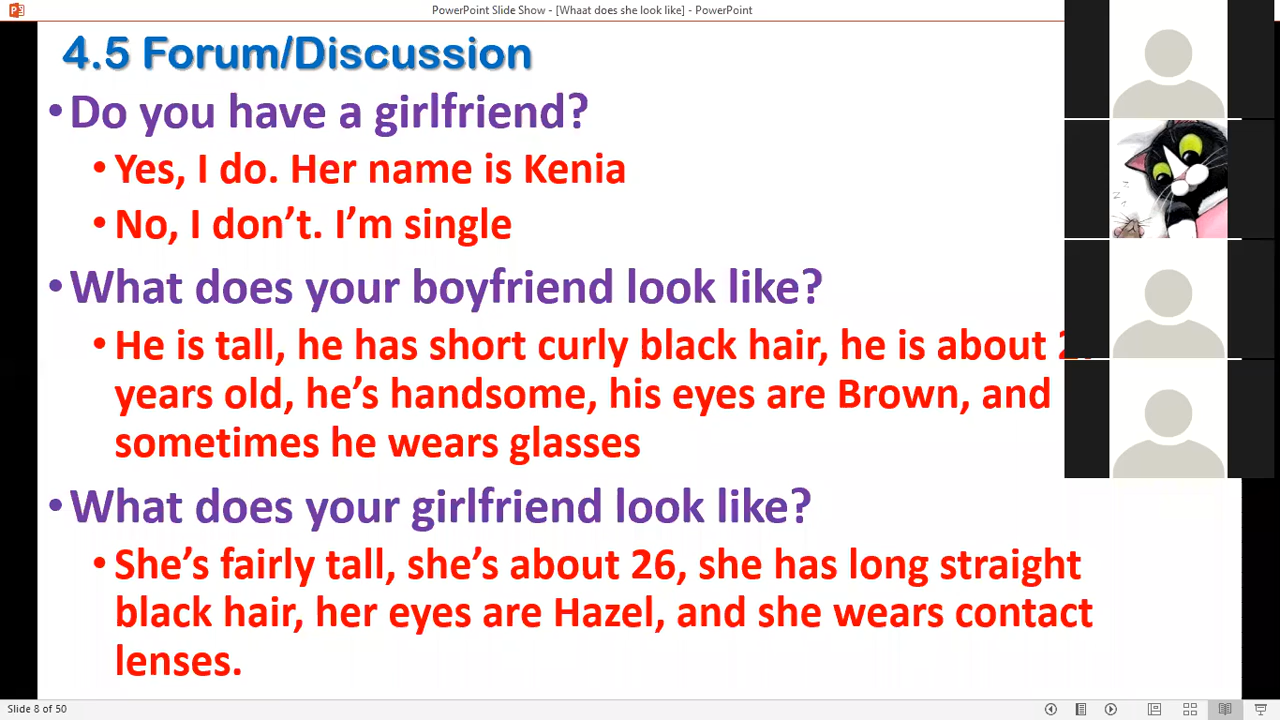 PowerPoint Slide Show - [Whaat does she look like] - PowerPoint
4.5 Forum/Discussion
•Do you have a girlfriend?
•Yes, I do. Her name is Kenia
•No, I don't. I'm single
•What does your boyfriend look like?
•He is tall, he has short curly black hair, he is about
years old, he's handsome, his eyes are Brown, and
sometimes he wears glasses
•What does your girlfriend look like?
•She's fairly tall, she's about 26, she has long straight
black hair, her eyes are Hazel, and she wears contact
lenses.
Slide 8 of 50